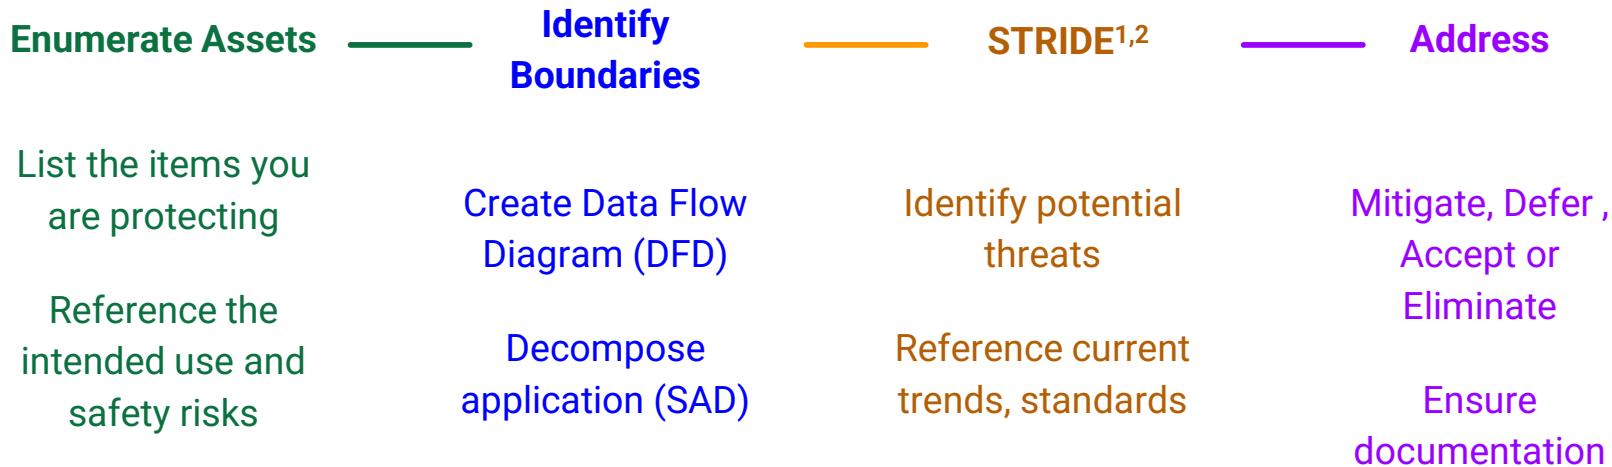 Enumerate Assets
List the items you
are protecting
Reference the
intended use and
safety risks
Identify
Boundaries
Create Data Flow
Diagram (DFD)
Decompose
application (SAD)
STRIDE1,2
Identify potential
threats
Reference current
trends, standards
Address
Mitigate, Defer ,
Accept or
Eliminate
Ensure
documentation